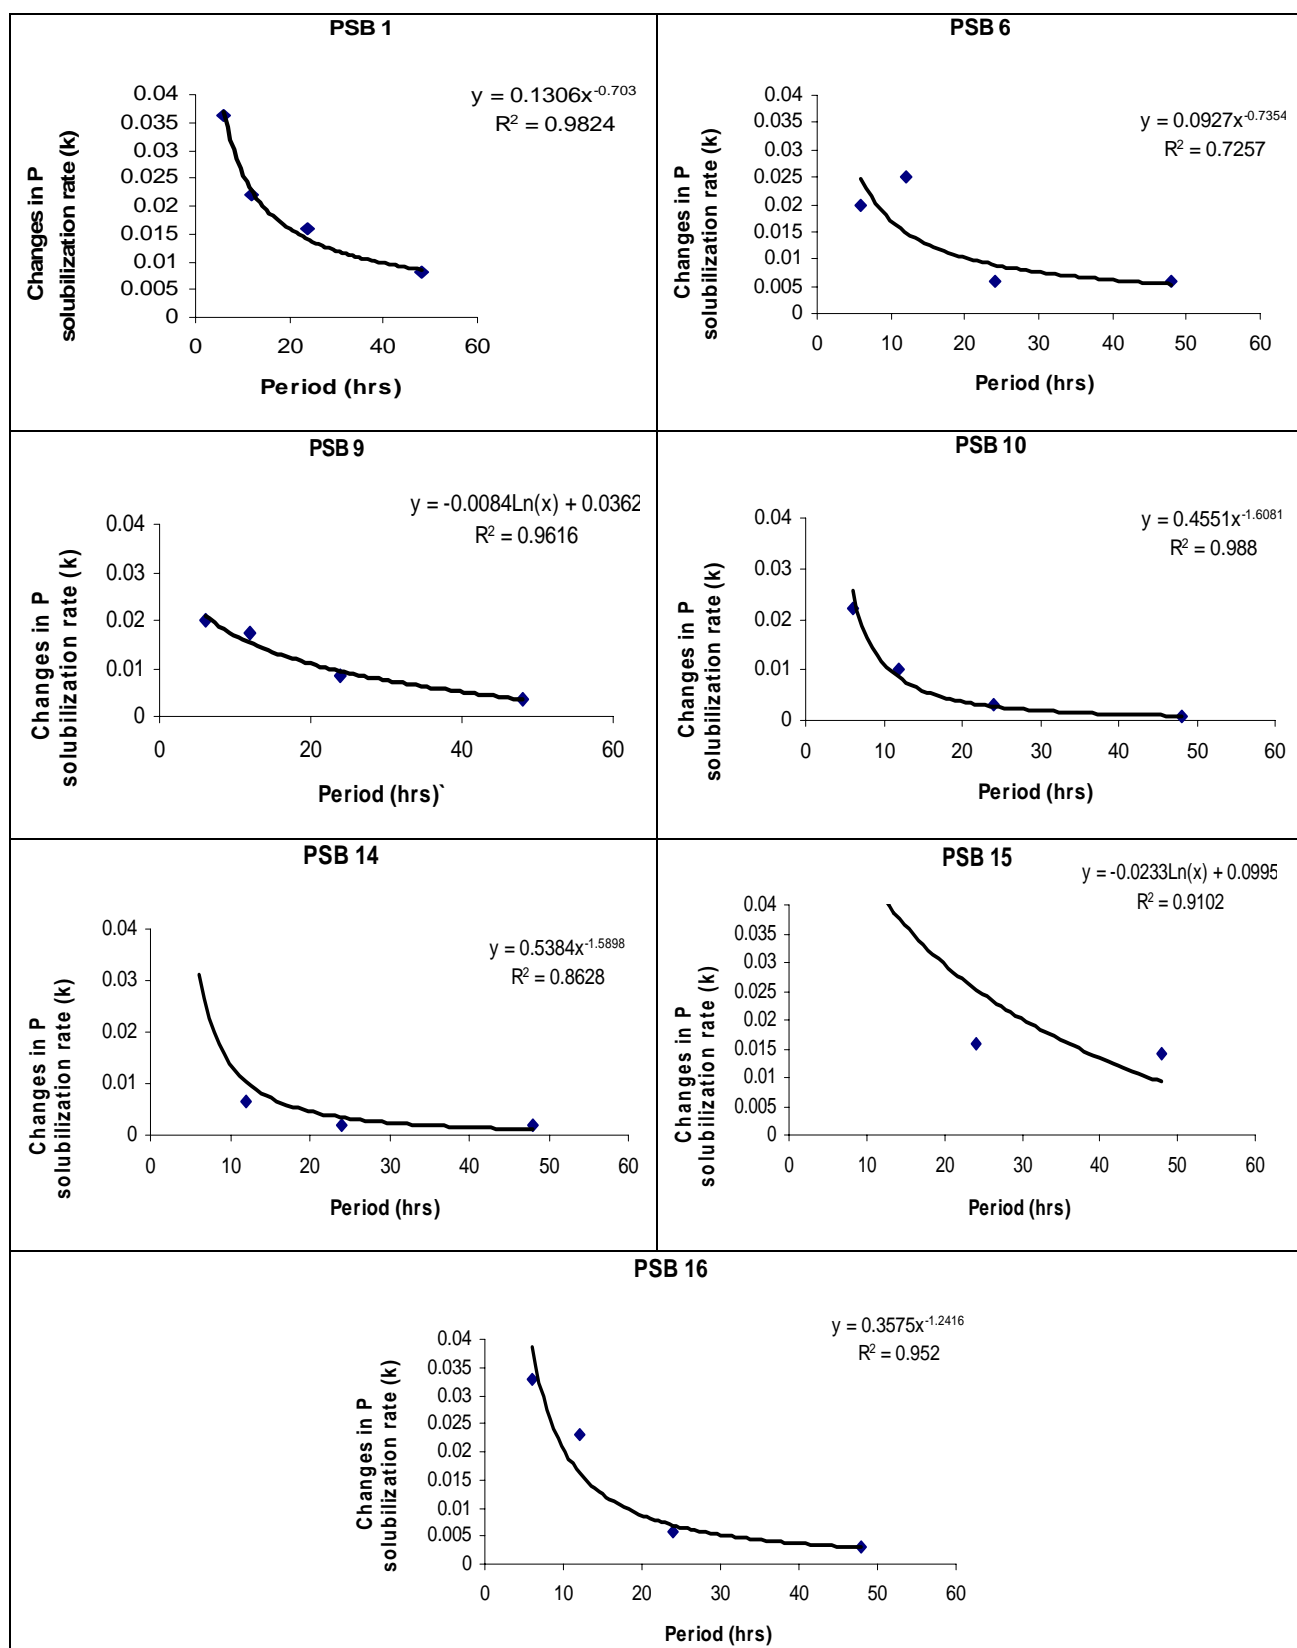 PSB 1
y = 0.1306x^-0.703
R² = 0.9824
0.04
0.035
0.03
0.025
0.02
0.015
0.01
0.005
0
0 20 40 60
Changes in P
solubilization rate (k)
Period (hrs)
PSB 6
y = 0.0927x^-0.7354
R² = 0.7257
0.04
0.035
0.03
0.025
0.02
0.015
0.01
0.005
0
0 10 20 30 40 50 60
Changes in P
solubilization rate (k)
Period (hrs)
PSB 9
y = -0.0084Ln(x) + 0.0362
R² = 0.9616
0.04
0.03
0.02
0.01
0
0 20 40 60
Changes in P
solubilization rate (k)
Period (hrs)`
PSB 10
y = 0.4551x^-1.6081
R² = 0.988
0.04
0.03
0.02
0.01
0
0 10 20 30 40 50 60
Changes in P
solubilization rate (k)
Period (hrs)
PSB 14
y = 0.5384x^-1.5898
R² = 0.8628
0.04
0.03
0.02
0.01
0
0 10 20 30 40 50 60
Changes in P
solubilization rate (k)
Period (hrs)
PSB 15
y = -0.0233Ln(x) + 0.0995
R² = 0.9102
0.04
0.035
0.03
0.025
0.02
0.015
0.01
0.005
0
0 10 20 30 40 50 60
Changes in P
solubilization rate (k)
Period (hrs)
PSB 16
y = 0.3575x^-1.2416
R² = 0.952
0.04
0.035
0.03
0.025
0.02
0.015
0.01
0.005
0
0 10 20 30 40 50 60
Changes in P
solubilization rate (k)
Period (hrs)